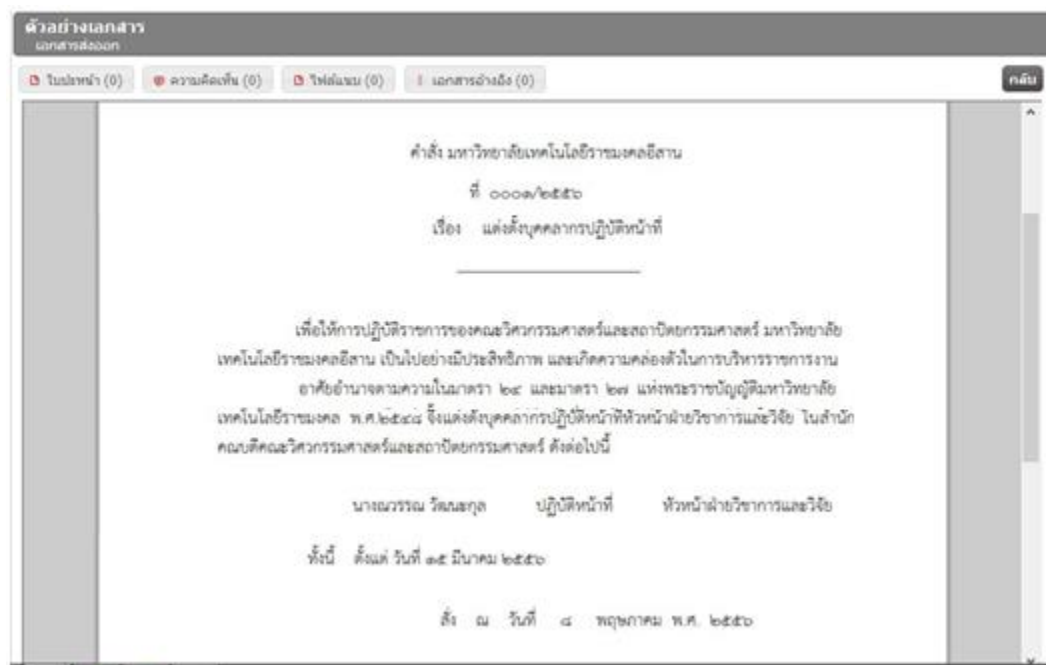 ตัวอย่างเอกสาร
เอกสารส่งออก
ใบปะหน้า (0) ความคิดเห็น (0) ไฟล์แนบ (0) เอกสารอ้างอิง (0) กลับ
คำสั่ง มหาวิทยาลัยเทคโนโลยีราชมงคลอีสาน
ที่ ๐๐๐๑/๒๕๕๖
เรื่อง แต่งตั้งบุคคลากรปฏิบัติหน้าที่
เพื่อให้การปฏิบัติราชการของคณะวิศวกรรมศาสตร์และสถาปัตยกรรมศาสตร์ มหาวิทยาลัย
เทคโนโลยีราชมงคลอีสาน เป็นไปอย่างมีประสิทธิภาพ และเกิดความคล่องตัวในการบริหารราชการงาน
อาศัยอำนาจตามความในมาตรา ๒๔ และมาตรา ๒๗ แห่งพระราชบัญญัติมหาวิทยาลัย
เทคโนโลยีราชมงคล พ.ศ.๒๕๔๘ จึงแต่งตั้งบุคคลากรปฏิบัติหน้าที่หัวหน้าฝ่ายวิชาการและวิจัย ในสำนัก
คณบดีคณะวิศวกรรมศาสตร์และสถาปัตยกรรมศาสตร์ ดังต่อไปนี้
นางณวรรณ วัฒนะกุล ปฏิบัติหน้าที่ หัวหน้าฝ่ายวิชาการและวิจัย
ทั้งนี้ ตั้งแต่ วันที่ ๑๕ มีนาคม ๒๕๕๖
สั่ง ณ วันที่ ๘ พฤษภาคม พ.ศ. ๒๕๕๖